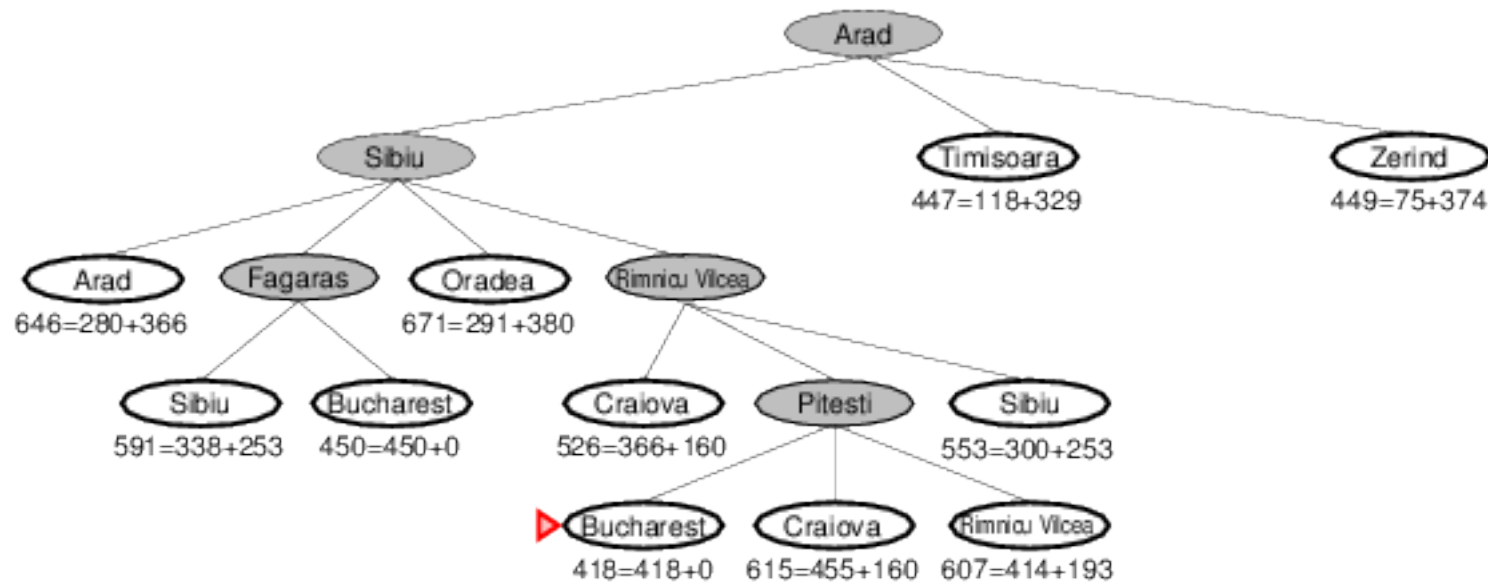 Arad
Sibiu
Timisoara
Zerind
447=118+329
449=75+374
Arad
Fagaras
Oradea
Rimnicu Vilcea
646=280+366
671=291+380
Sibiu
Bucharest
Craiova
Pitesti
Sibiu
591=338+253
450=450+0
526=366+160
553=300+253
Bucharest
Craiova
Rimnicu Vilcea
418=418+0
615=455+160
607=414+193